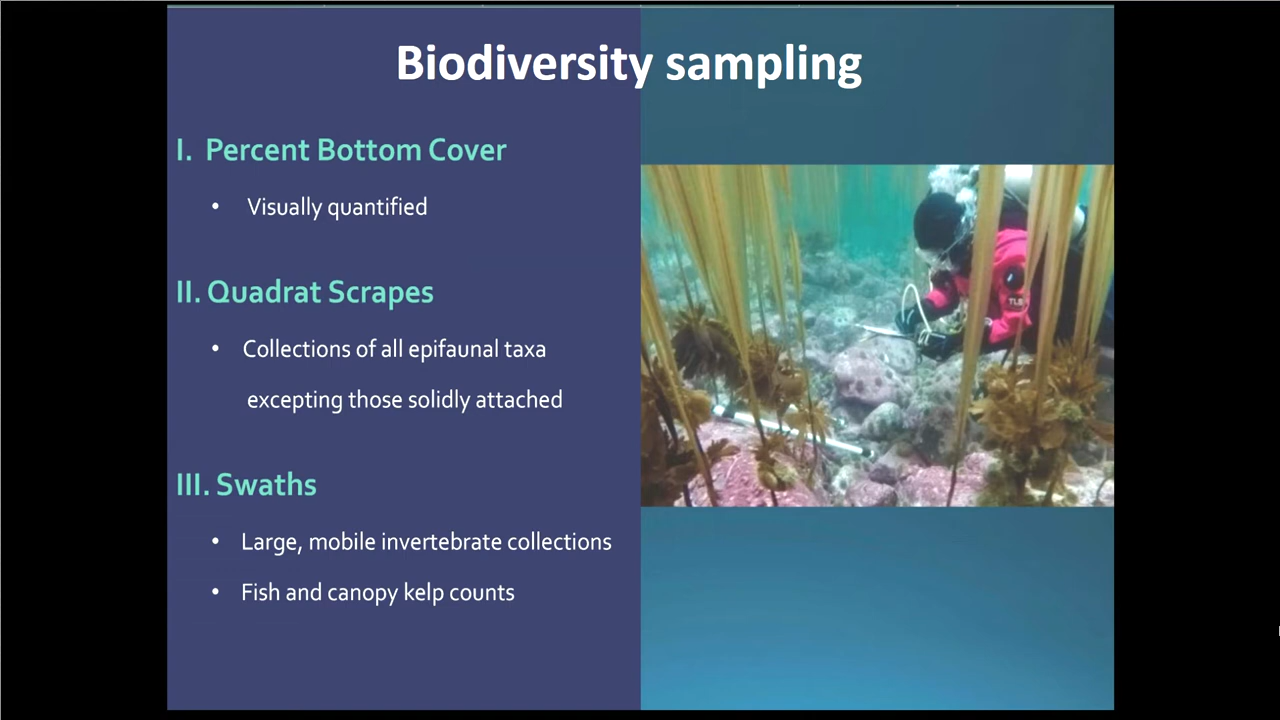 Biodiversity sampling
I. Percent Bottom Cover
• Visually quantified
II. Quadrat Scrapes
• Collections of all epifaunal taxa
excepting those solidly attached
III. Swaths
• Large, mobile invertebrate collections
• Fish and canopy kelp counts
TLB